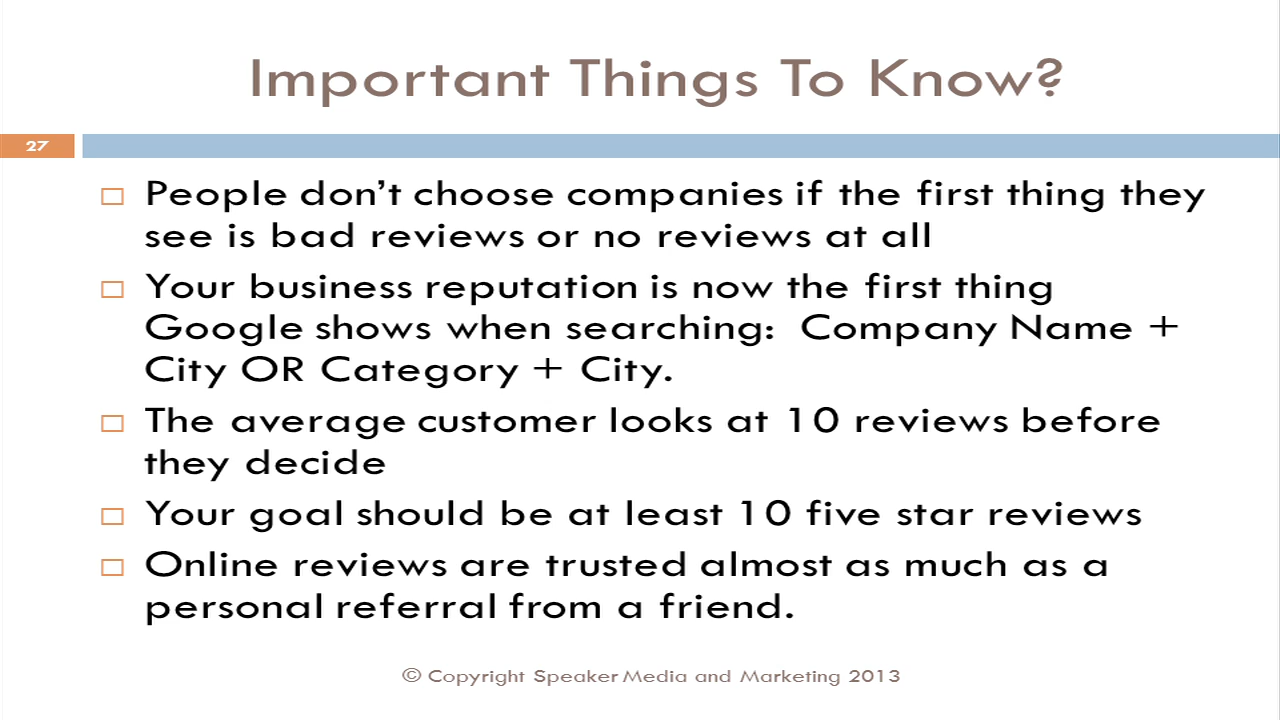 Important Things To Know?
27
People don't choose companies if the first thing they
see is bad reviews or no reviews at all
Your business reputation is now the first thing
Google shows when searching:  Company Name +
City OR Category + City.
The average customer looks at 10 reviews before
they decide
Your goal should be at least 10 five star reviews
Online reviews are trusted almost as much as a
personal referral from a friend.
© Copyright Speaker Media and Marketing 2013